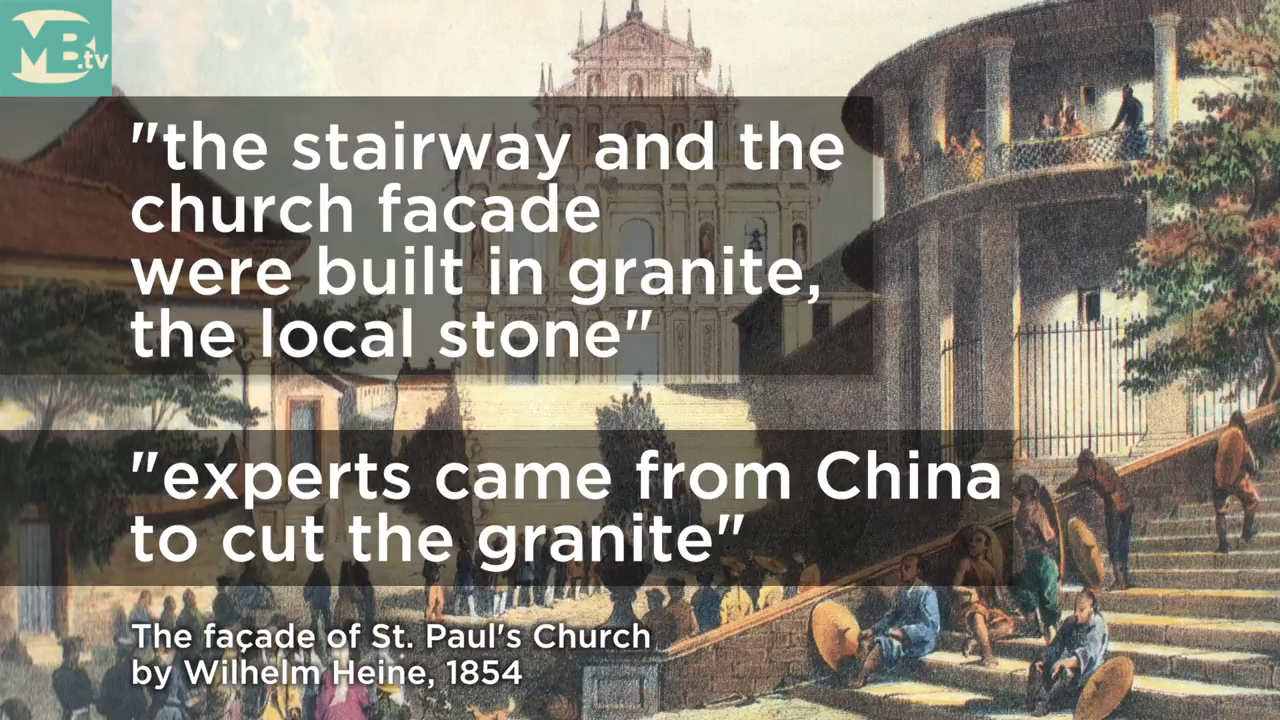 MB.tv
"the stairway and the
church facade
were built in granite,
the local stone"
"experts came from China
to cut the granite"
The façade of St. Paul's Church
by Wilhelm Heine, 1854